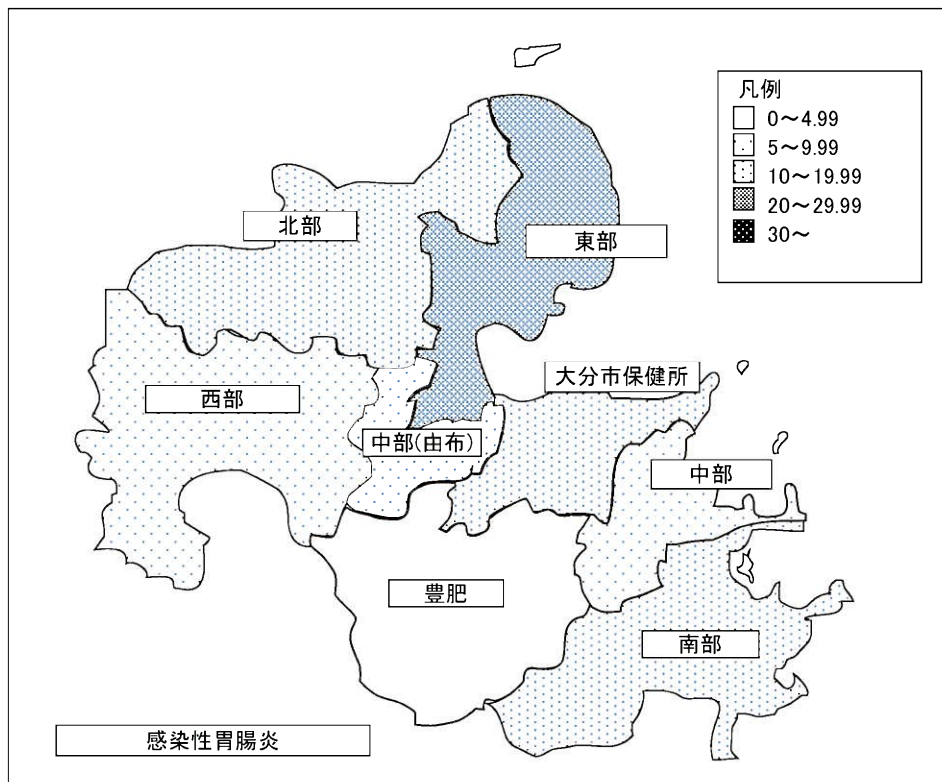 凡例
0～4.99
5～9.99
10～19.99
20～29.99
30～
北部
東部
大分市保健所
西部
中部(由布)
中部
豊肥
南部
感染性胃腸炎